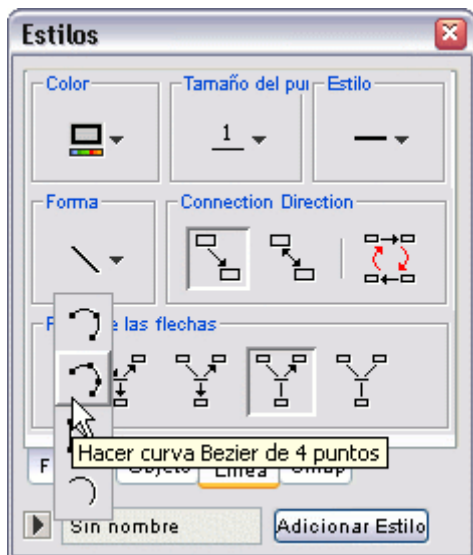 Estilos
Color
Tamaño del pu
Estilo
1
Forma
Connection Direction
las flechas
Hacer curva Bezier de 4 puntos
Objeto
Línea
Sin nombre
Adicionar Estilo